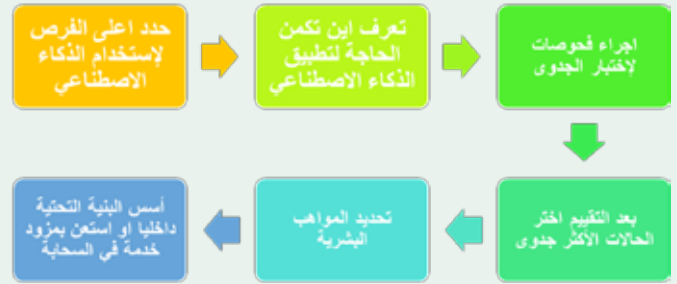 حدد اعلى الفرص
لإستخدام الذكاء
الاصطناعي
تعرف اين تكمن
الحاجة لتطبيق
الذكاء الاصطناعي
اجراء فحوصات
لإختبار الجدوى
بعد التقييم اختر
الحالات الأكثر جدوى
تحديد المواهب
البشرية
أسس البنية التحتية
داخليا او استعن بمزود
خدمة في السحابة